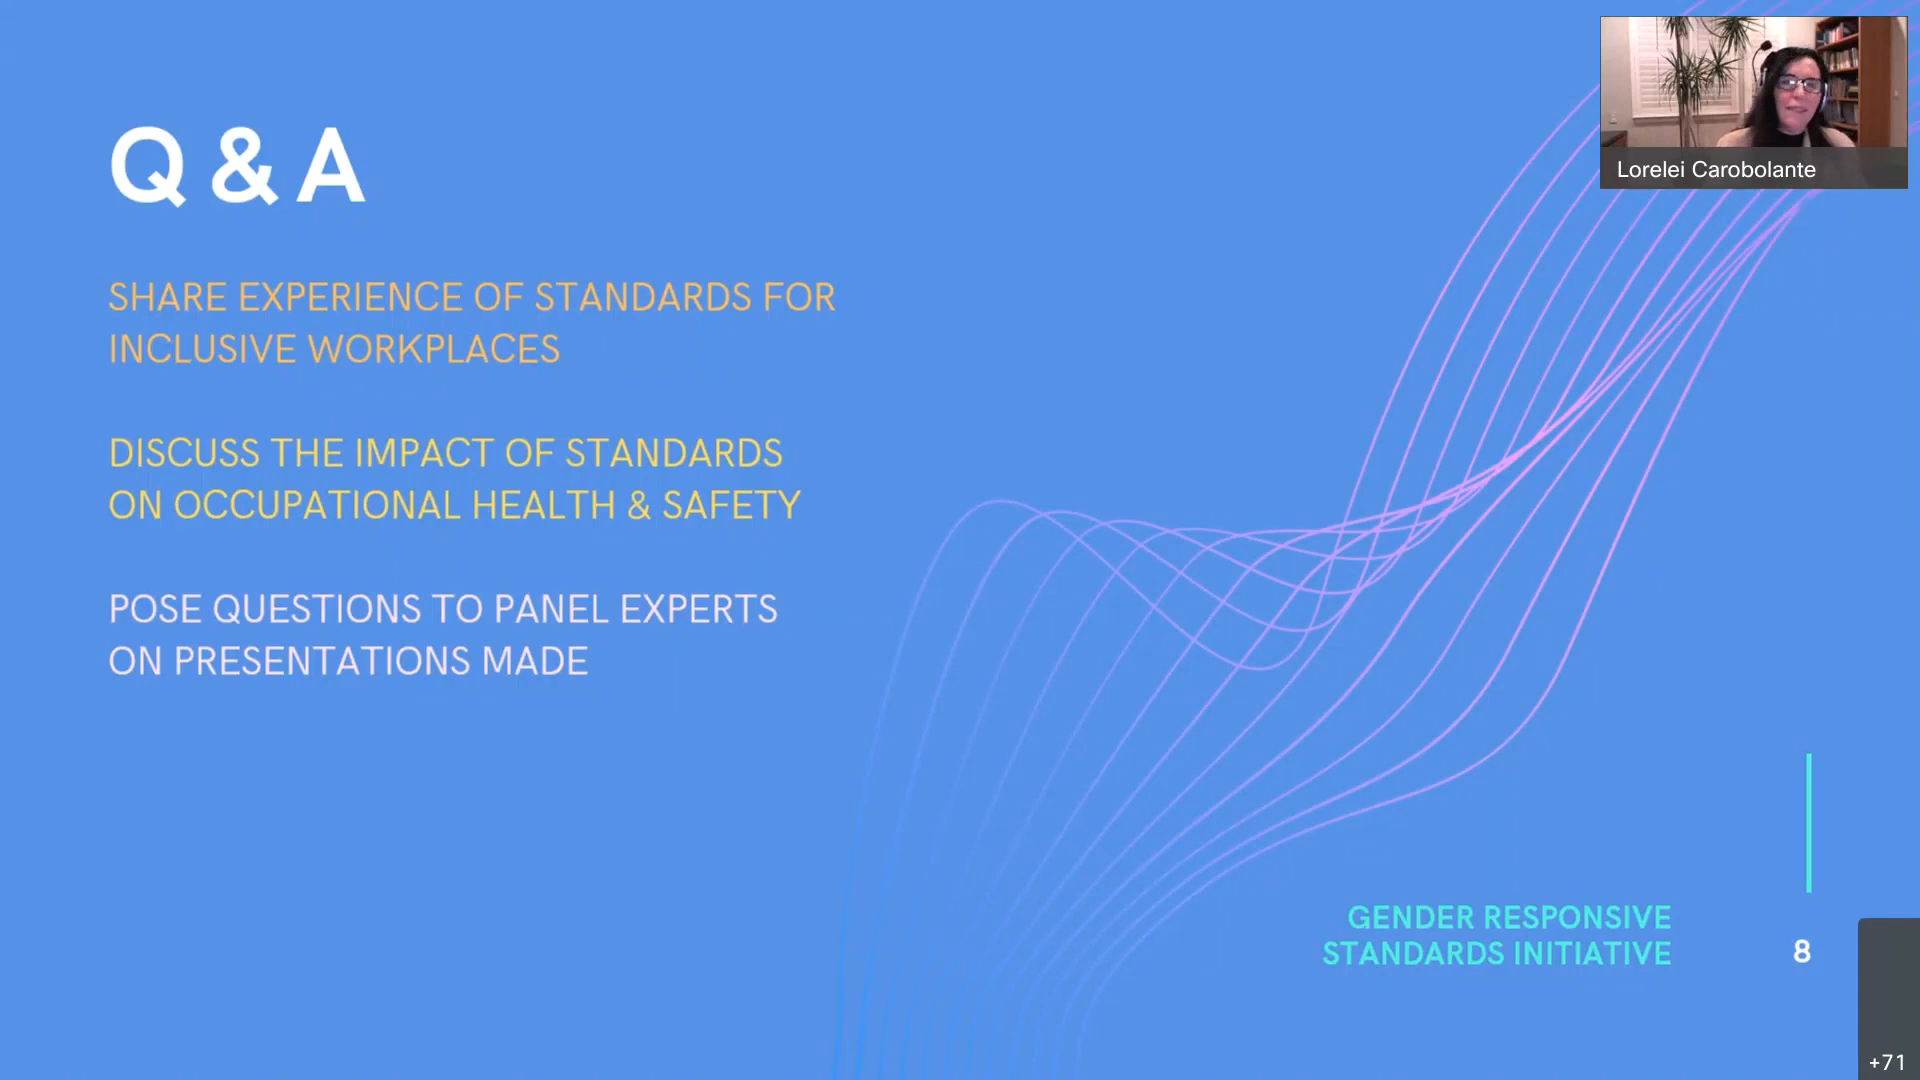 Q & A
SHARE EXPERIENCE OF STANDARDS FOR
INCLUSIVE WORKPLACES
DISCUSS THE IMPACT OF STANDARDS
ON OCCUPATIONAL HEALTH & SAFETY
POSE QUESTIONS TO PANEL EXPERTS
ON PRESENTATIONS MADE
Lorelei Carobolante
GENDER RESPONSIVE
STANDARDS INITIATIVE
8
+71